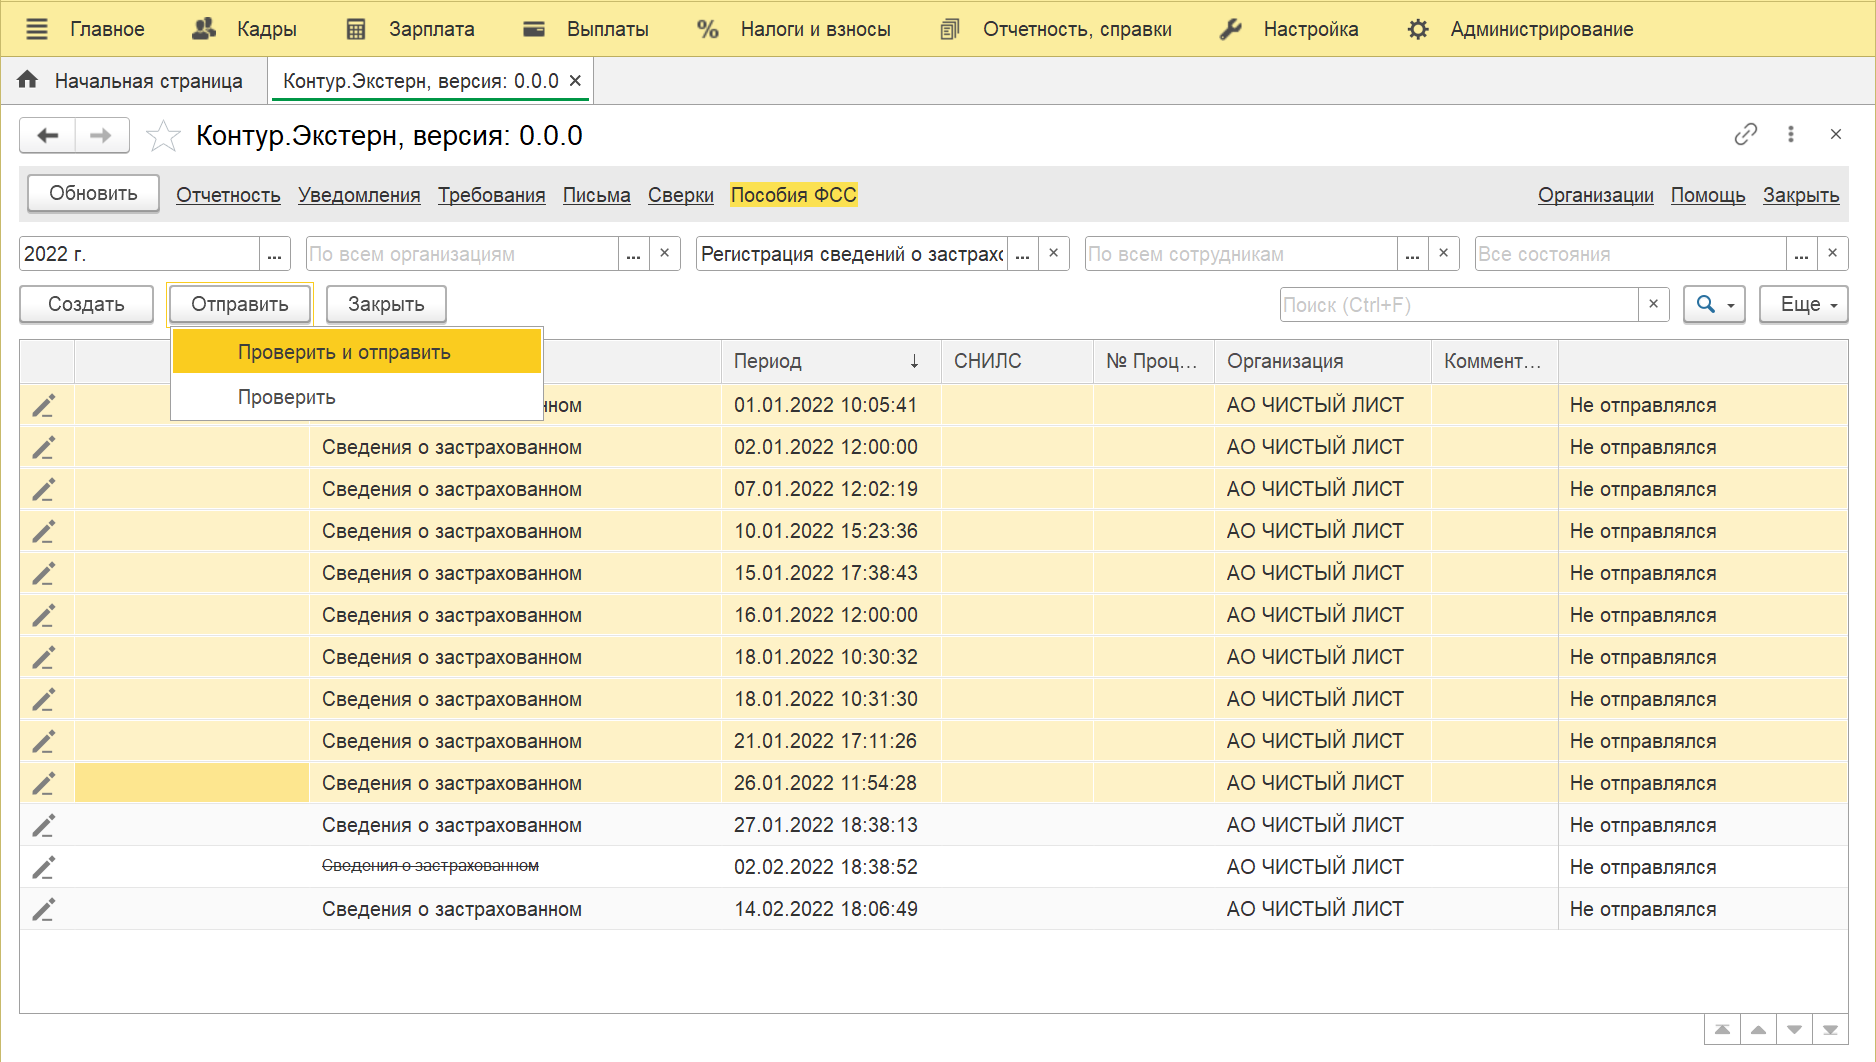 Главное Кадры Зарплата Выплаты Налоги и взносы Отчетность, справки Настройка Администрирование
Начальная страница Контур.Экстерн, версия: 0.0.0
Контур.Экстерн, версия: 0.0.0
Обновить Отчетность Уведомления Требования Письма Сверки Пособия ФСС Организации Помощь Закрыть
2022 г. ... По всем организациям ... × Регистрация сведений о застрахо ... × По всем сотрудникам ... × Все состояния ... ×
Создать Отправить Закрыть Поиск (Ctrl+F) × Еще
Проверить и отправить
Проверить
Период ↓ СНИЛС № Проц... Организация Коммент...
нном 01.01.2022 10:05:41 АО ЧИСТЫЙ ЛИСТ Не отправлялся
Сведения о застрахованном 02.01.2022 12:00:00 АО ЧИСТЫЙ ЛИСТ Не отправлялся
Сведения о застрахованном 07.01.2022 12:02:19 АО ЧИСТЫЙ ЛИСТ Не отправлялся
Сведения о застрахованном 10.01.2022 15:23:36 АО ЧИСТЫЙ ЛИСТ Не отправлялся
Сведения о застрахованном 15.01.2022 17:38:43 АО ЧИСТЫЙ ЛИСТ Не отправлялся
Сведения о застрахованном 16.01.2022 12:00:00 АО ЧИСТЫЙ ЛИСТ Не отправлялся
Сведения о застрахованном 18.01.2022 10:30:32 АО ЧИСТЫЙ ЛИСТ Не отправлялся
Сведения о застрахованном 18.01.2022 10:31:30 АО ЧИСТЫЙ ЛИСТ Не отправлялся
Сведения о застрахованном 21.01.2022 17:11:26 АО ЧИСТЫЙ ЛИСТ Не отправлялся
Сведения о застрахованном 26.01.2022 11:54:28 АО ЧИСТЫЙ ЛИСТ Не отправлялся
Сведения о застрахованном 27.01.2022 18:38:13 АО ЧИСТЫЙ ЛИСТ Не отправлялся
Сведения о застрахованном 02.02.2022 18:38:52 АО ЧИСТЫЙ ЛИСТ Не отправлялся
Сведения о застрахованном 14.02.2022 18:06:49 АО ЧИСТЫЙ ЛИСТ Не отправлялся